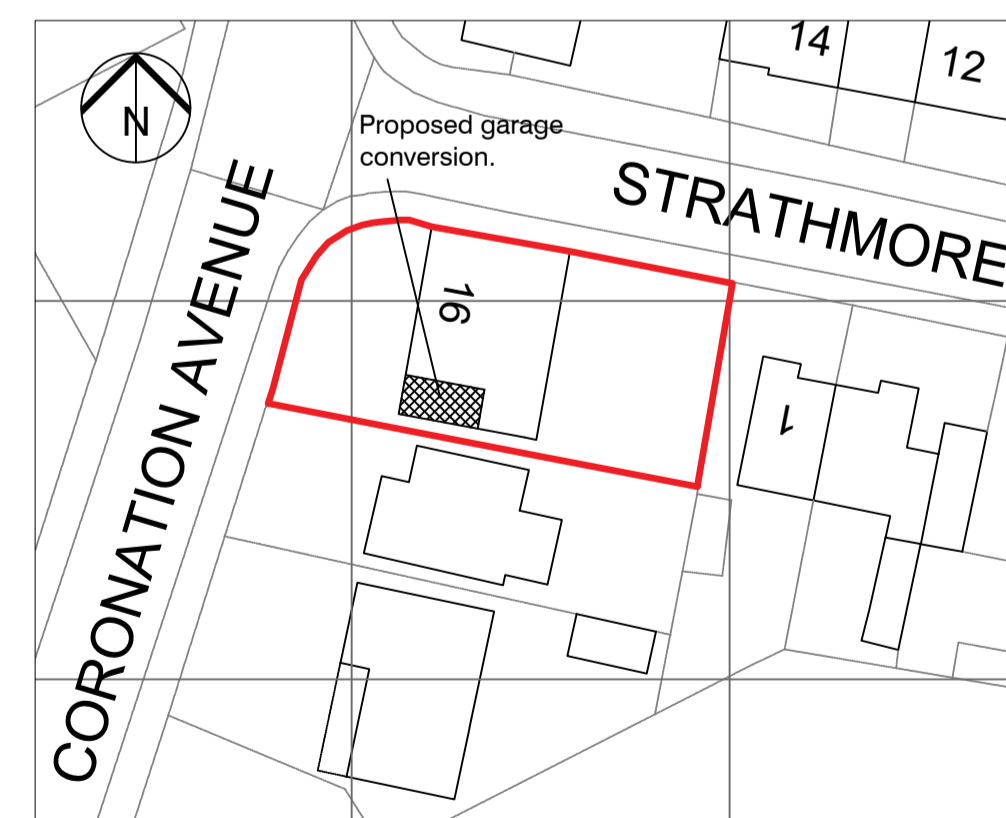 14
12
N
Proposed garage
conversion.
STRATHMORE
CORONATION AVENUE
16
1